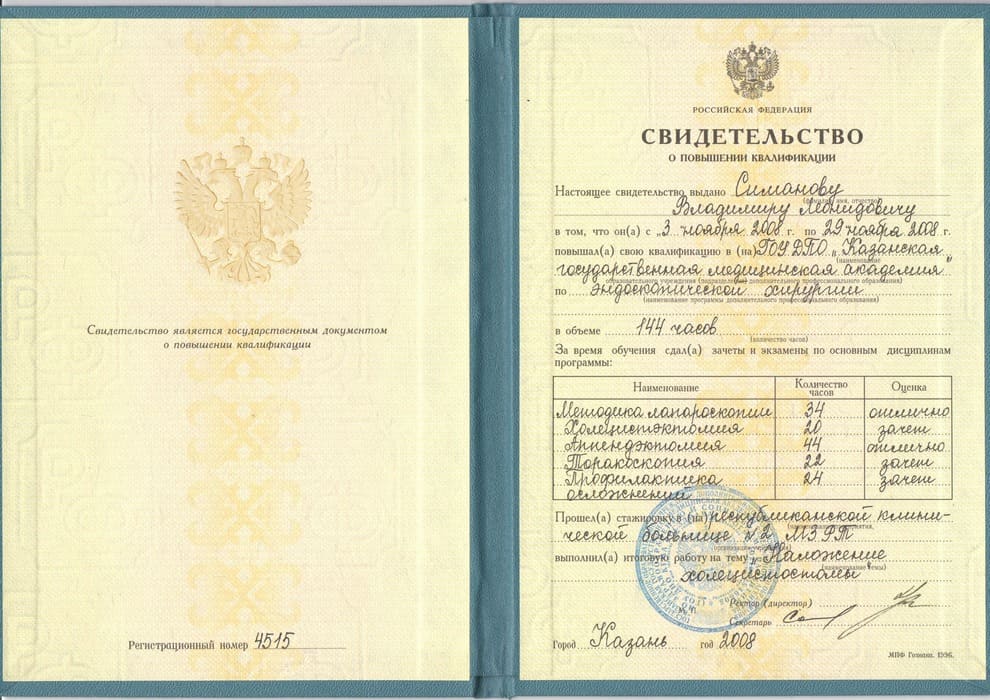 Свидетельство является государственным документом
о повышении квалификации
Регистрационный номер 4515
РОССИЙСКАЯ ФЕДЕРАЦИЯ
СВИДЕТЕЛЬСТВО
О ПОВЫШЕНИИ КВАЛИФИКАЦИИ
Настоящее свидетельство выдано Симанову
(фамилия, имя, отчество)
Владимиру Леонидовичу
в том, что он(а) с „3 ноября 2008 г. по 29 ноября 2008 г.
повышал(а) свою квалификацию в (на) ГОУ ДПО „Казанская
(наименование
государственная медицинская академия"
образовательного учреждения (подразделения) дополнительного профессионального образования)
по эндоскопической хирургии
(наименование программы дополнительного профессионального образования)
в объеме 144 часов
(количество часов)
За время обучения сдал(а) зачеты и экзамены по основным дисциплинам
программы:
Наименование Количество часов Оценка
Методика лапароскопии 34 отлично
Холецистэктомия 20 зачет
Аппендэктомия 44 отлично
Торакоскопия 22 зачет
Профилактика 24 зачет
осложнений
Прошел(а) стажировку в (на) республиканской клини-
ческой больнице №2 МЗ РТ
выполнил(а) итоговую работу на тему „Наложение
(наименование темы)
холецистостомы"
М.П.
Ректор (директор)
Секретарь
Город Казань год 2008
МПФ Гознака. 1996.